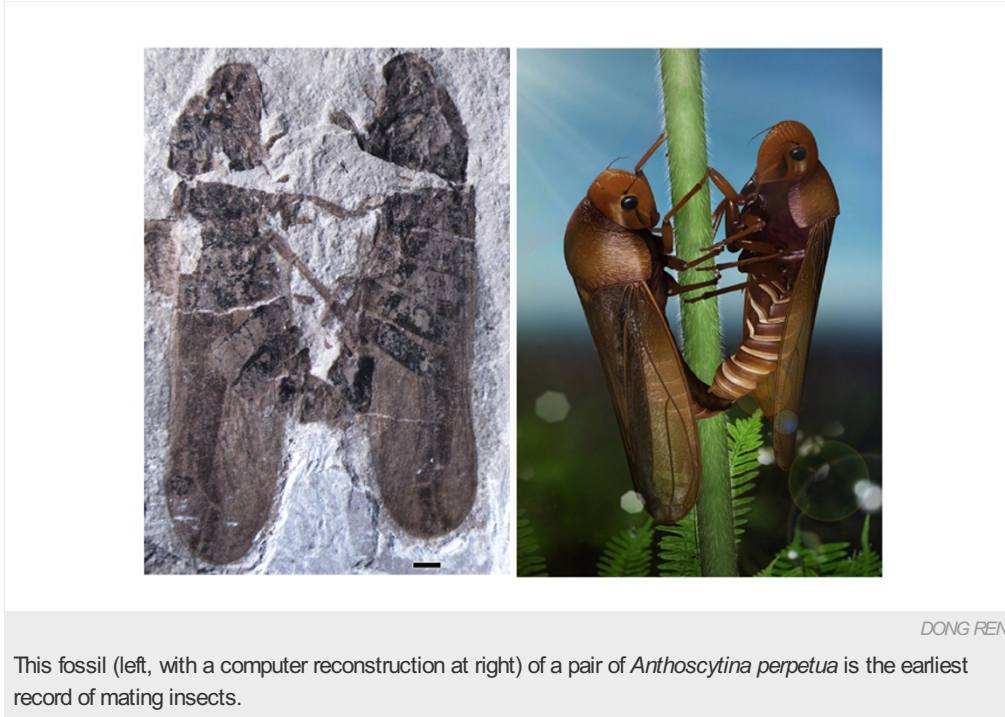 DONG REN
This fossil (left, with a computer reconstruction at right) of a pair of Anthoscytina perpetua is the earliest
record of mating insects.